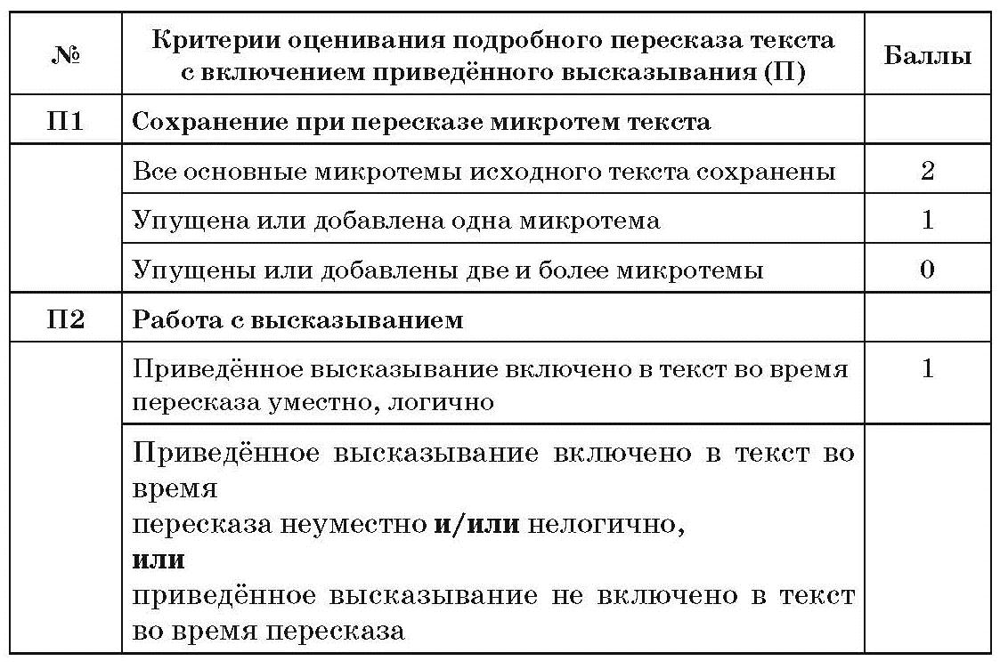 № Критерии оценивания подробного пересказа текста Баллы
с включением приведённого высказывания (П)
П1 Сохранение при пересказе микротем текста
Все основные микротемы исходного текста сохранены 2
Упущена или добавлена одна микротема 1
Упущены или добавлены две и более микротемы 0
П2 Работа с высказыванием
Приведённое высказывание включено в текст во время 1
пересказа уместно, логично
Приведённое высказывание включено в текст во
время
пересказа неуместно и/или нелогично,
или
приведённое высказывание не включено в текст
во время пересказа